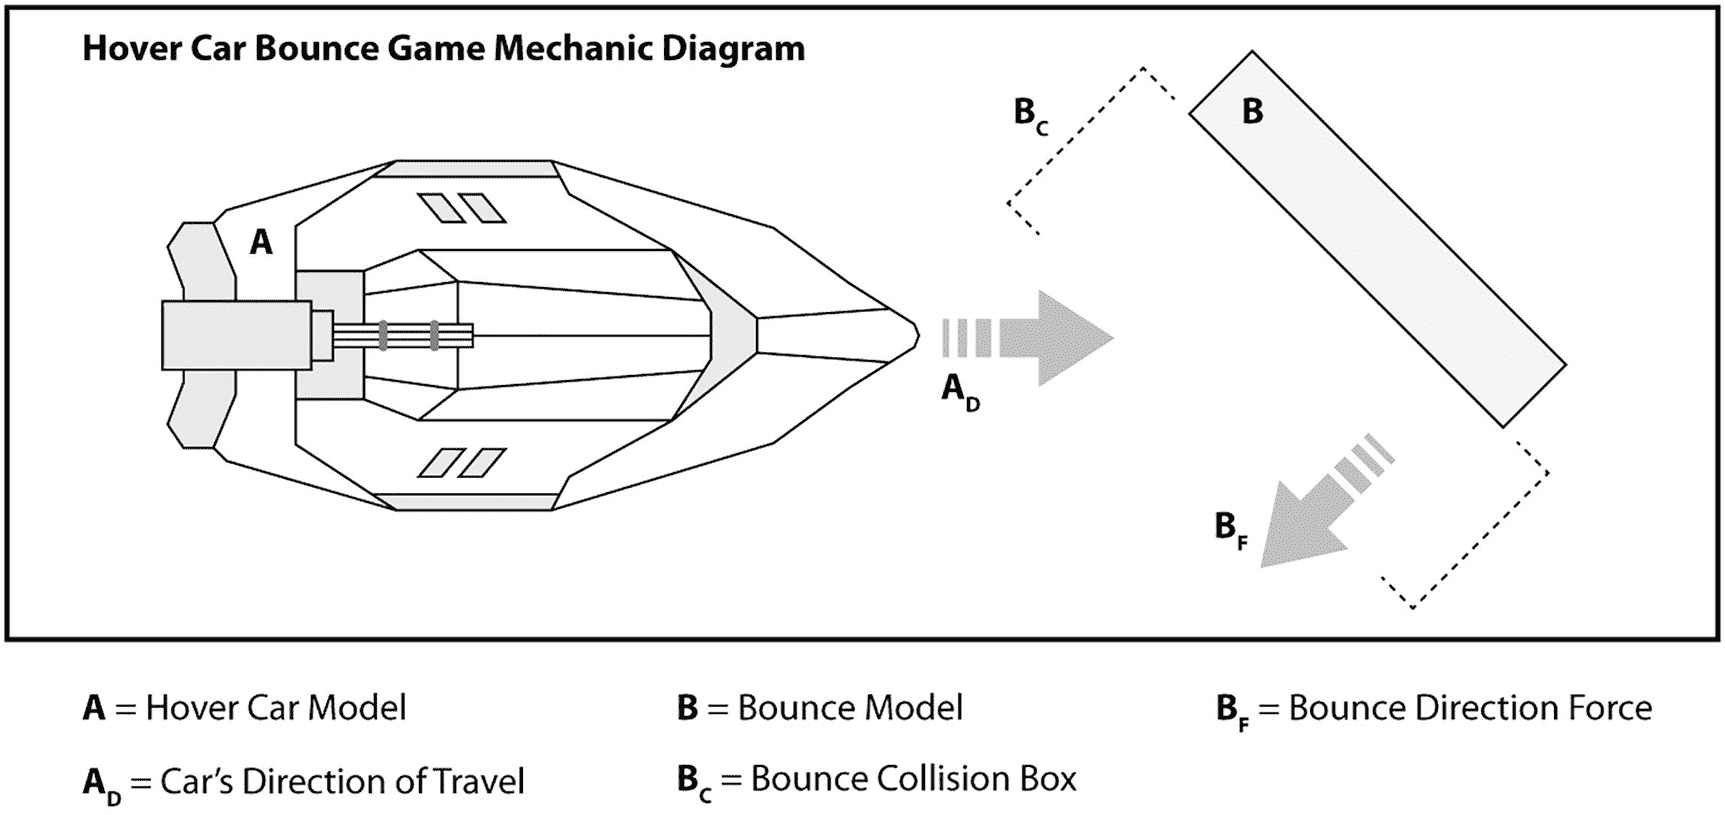 Hover Car Bounce Game Mechanic Diagram
B
B_C
A
A_D
B_F
A = Hover Car Model
B = Bounce Model
B_F = Bounce Direction Force
A_D = Car's Direction of Travel
B_C = Bounce Collision Box